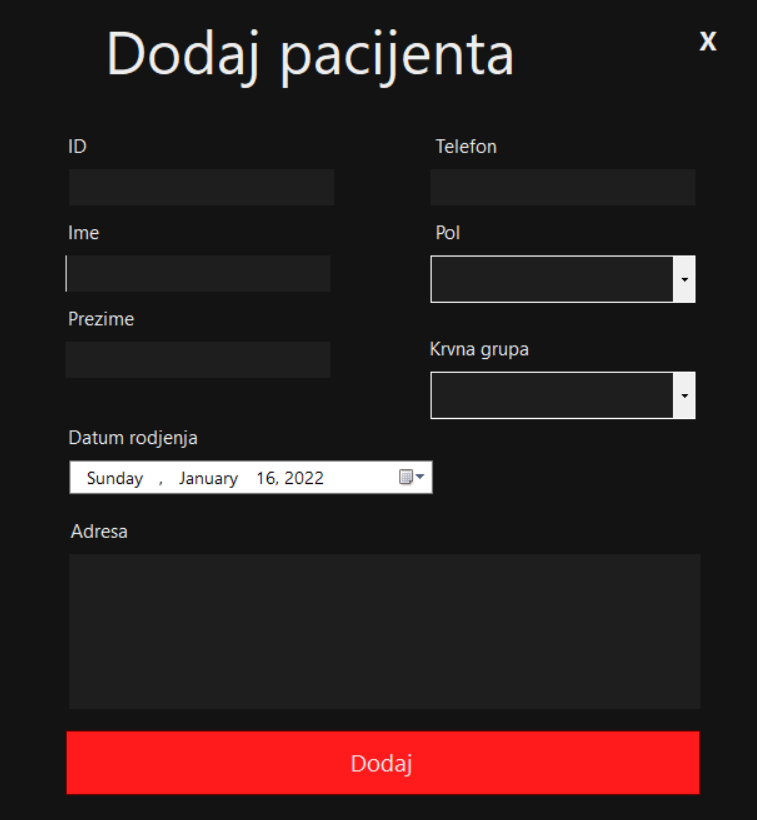 Dodaj pacijenta
X
ID
Telefon
Ime
Pol
Prezime
Krvna grupa
Datum rodjenja
Sunday , January 16, 2022
Adresa
Dodaj